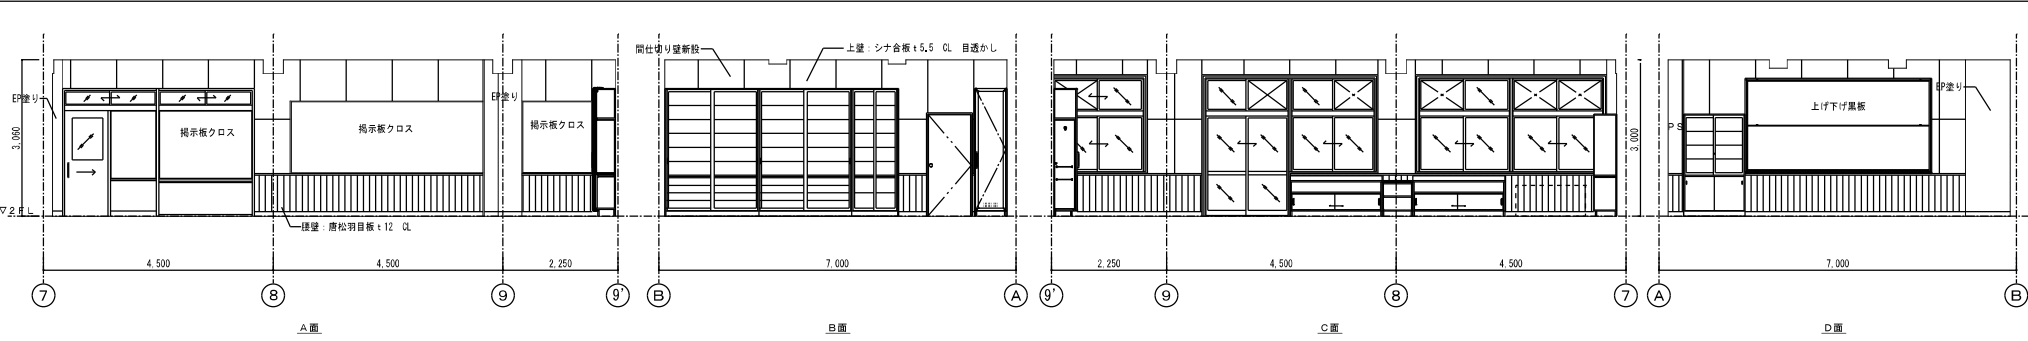 間仕切り壁新設
上壁：シナ合板t5.5 CL 目透かし
EP塗り
掲示板クロス
掲示板クロス
EP塗り
掲示板クロス
上げ下げ黒板
EP塗り
PS
3,060
3,000
▽2FL
腰壁：唐松羽目板t12 CL
4,500
4,500
2,250
7,000
2,250
4,500
4,500
7,000
7
8
9
9'
B
A
9'
9
8
7
A
B
A面
B面
C面
D面